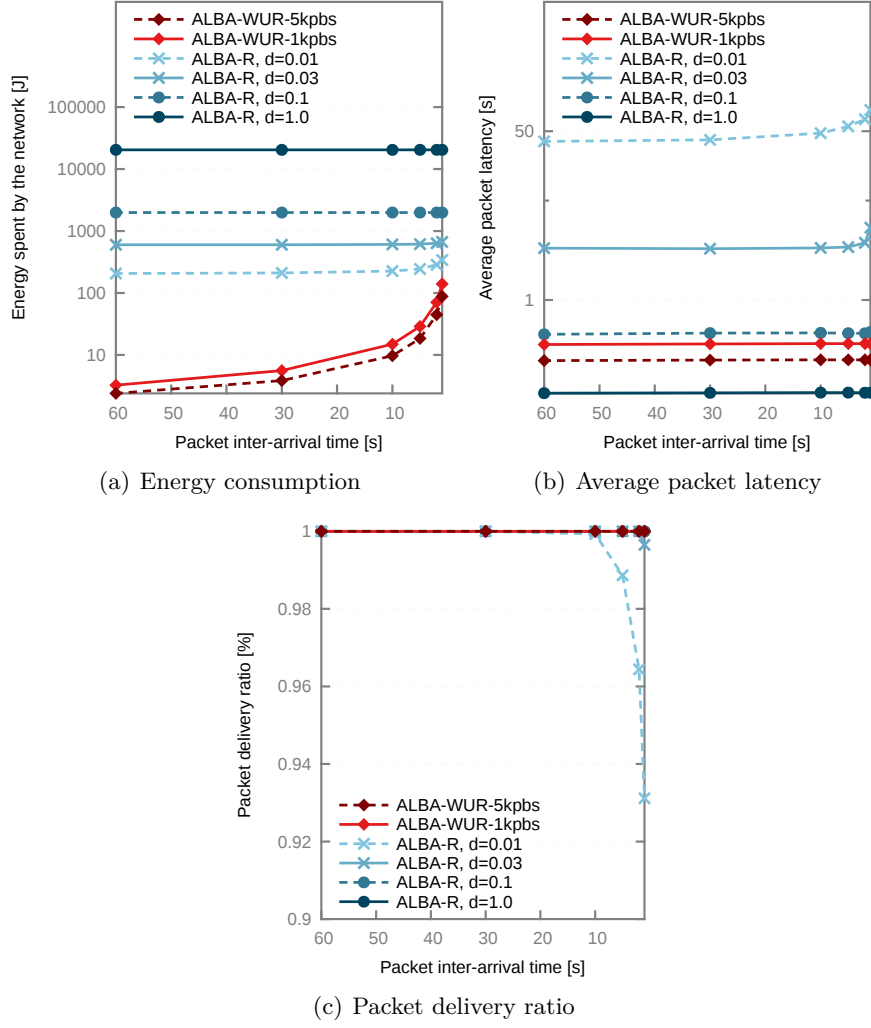 ALBA-WUR-5kpbs
ALBA-WUR-1kpbs
ALBA-R, d=0.01
ALBA-R, d=0.03
ALBA-R, d=0.1
ALBA-R, d=1.0
Energy spent by the network [J]
100000
10000
1000
100
10
60 50 40 30 20 10
Packet inter-arrival time [s]
(a) Energy consumption
ALBA-WUR-5kpbs
ALBA-WUR-1kpbs
ALBA-R, d=0.01
ALBA-R, d=0.03
ALBA-R, d=0.1
ALBA-R, d=1.0
Average packet latency [s]
50
1
60 50 40 30 20 10
Packet inter-arrival time [s]
(b) Average packet latency
Packet delivery ratio [%]
1
0.98
0.96
0.94
0.92
0.9
ALBA-WUR-5kpbs
ALBA-WUR-1kpbs
ALBA-R, d=0.01
ALBA-R, d=0.03
ALBA-R, d=0.1
ALBA-R, d=1.0
60 50 40 30 20 10
Packet inter-arrival time [s]
(c) Packet delivery ratio